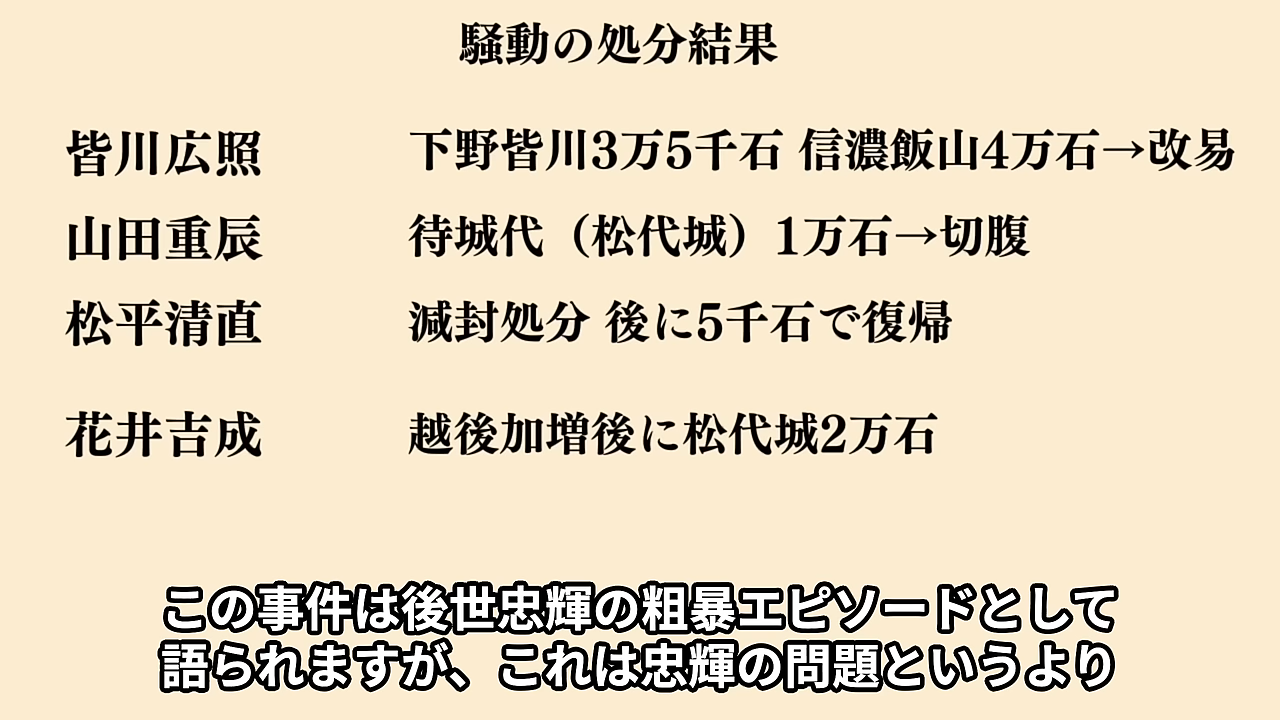 騒動の処分結果
皆川広照 下野皆川3万5千石 信濃飯山4万石→改易
山田重辰 待城代（松代城）1万石→切腹
松平清直 減封処分 後に5千石で復帰
花井吉成 越後加増後に松代城2万石
この事件は後世忠輝の粗暴エピソードとして
語られますが、これは忠輝の問題というより